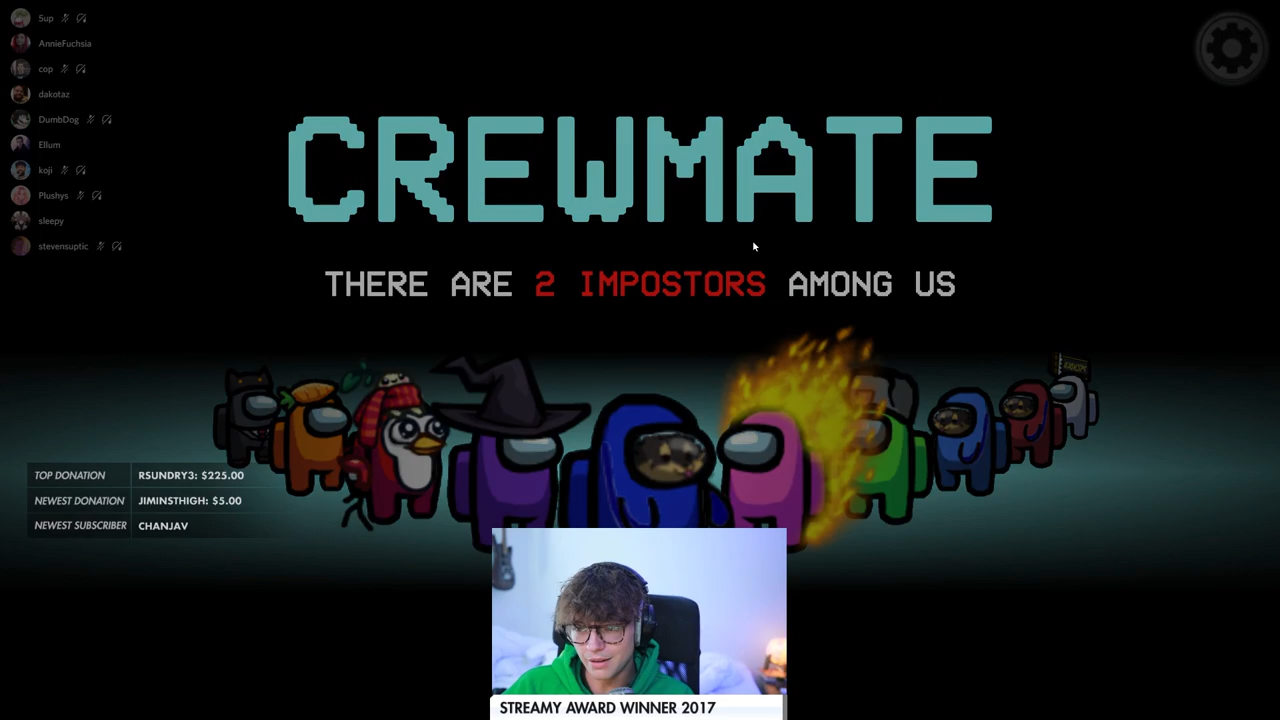 Sup
AnnieFuchsia
cop
dakotaz
DumbDog
Ellum
koji
Plushys
sleepy
stevensuptic
CREWMATE
THERE ARE 2 IMPOSTORS AMONG US
TOP DONATION RSUNDRY3: $225.00
NEWEST DONATION JIMINSTHIGH: $5.00
NEWEST SUBSCRIBER CHANJAV
STREAMY AWARD WINNER 2017